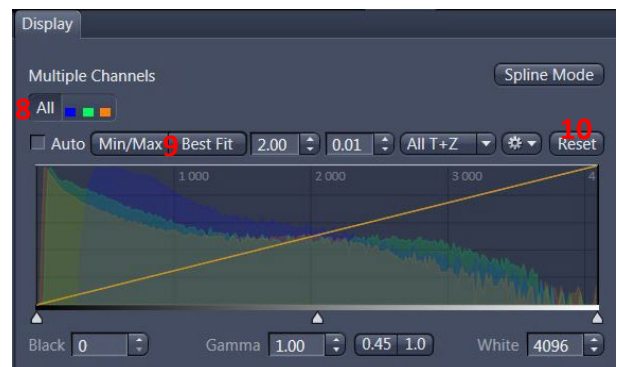 Display
Multiple Channels Spline Mode
8 All
Auto Min/Max 9 Best Fit 2.00 0.01 All T+Z 10 Reset
1 000 2 000 3 000 4
Black 0 Gamma 1.00 0.45 1.0 White 4096